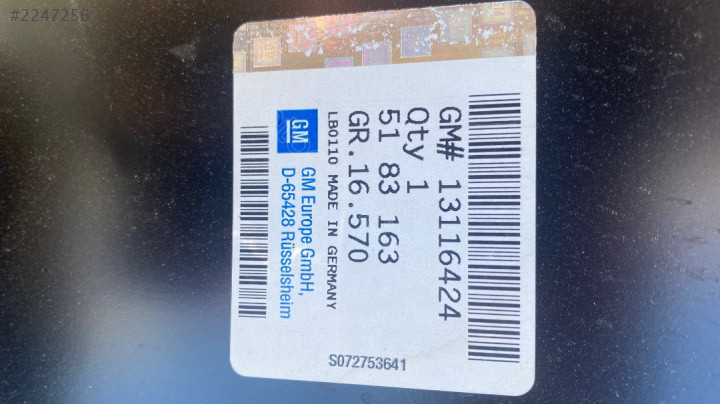 #2247256
GM# 13116424
Qty 1
51 83 163
GR.16.570
LB0110 MADE IN GERMANY
GM
GM Europe GmbH,
D-65428 Rüsselsheim
S072753641